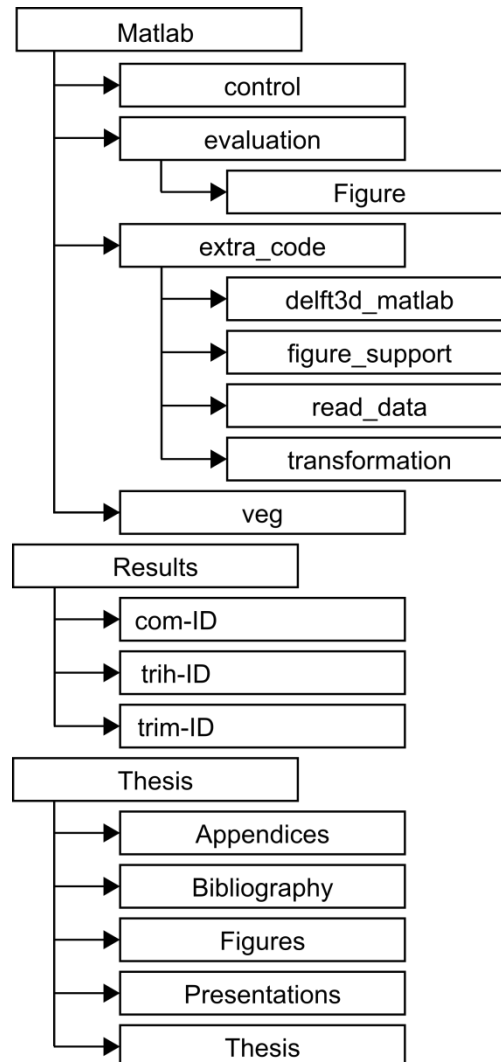 Matlab
control
evaluation
Figure
extra_code
delft3d_matlab
figure_support
read_data
transformation
veg
Results
com-ID
trih-ID
trim-ID
Thesis
Appendices
Bibliography
Figures
Presentations
Thesis